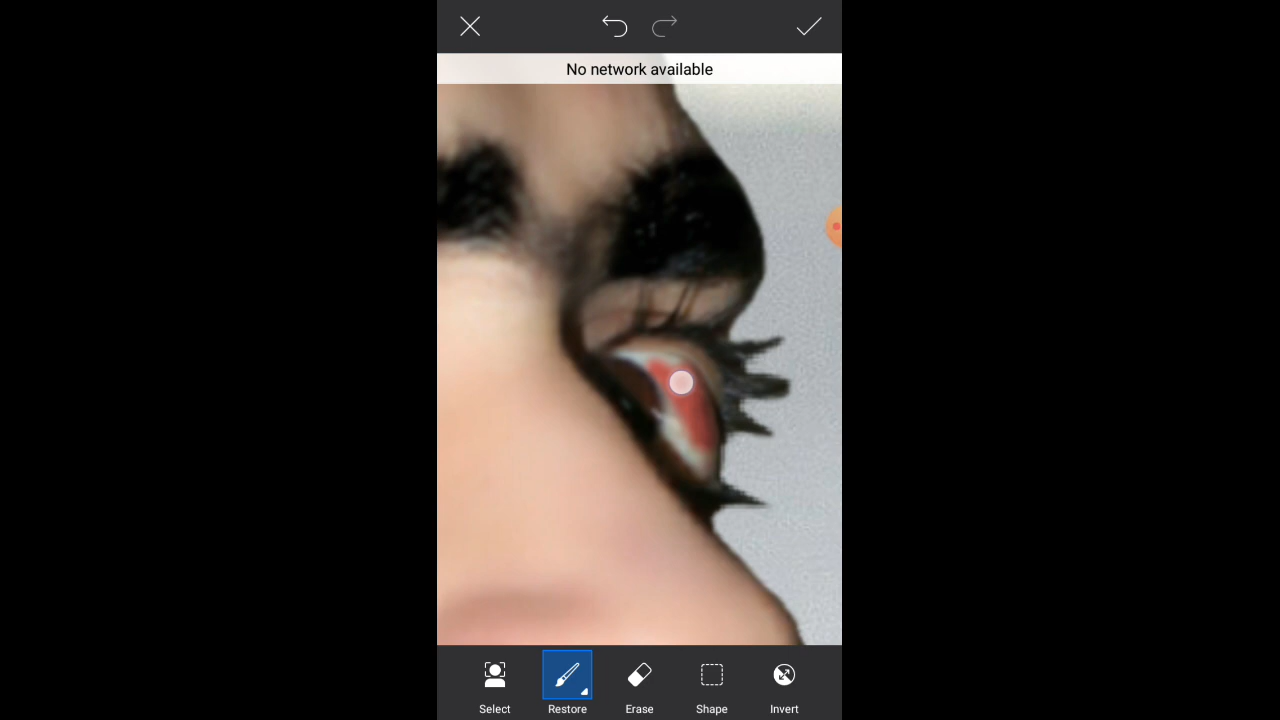 No network available
Select
Restore
Erase
Shape
Invert